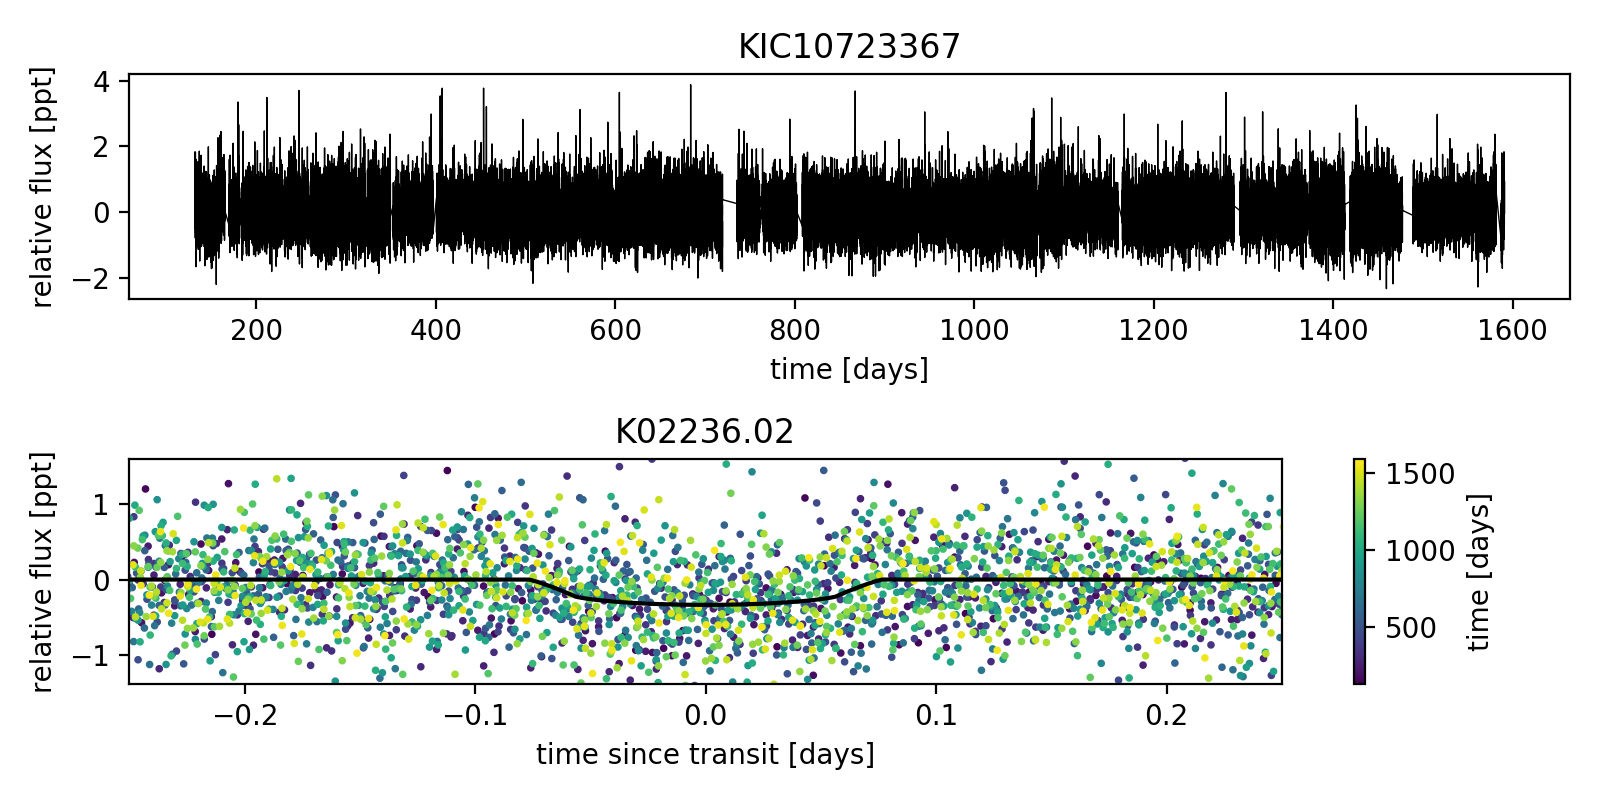 KIC10723367
relative flux [ppt]
4
2
0
−2
200 400 600 800 1000 1200 1400 1600
time [days]
K02236.02
relative flux [ppt]
1
0
−1
−0.2 −0.1 0.0 0.1 0.2
time since transit [days]
1500
1000
500
time [days]